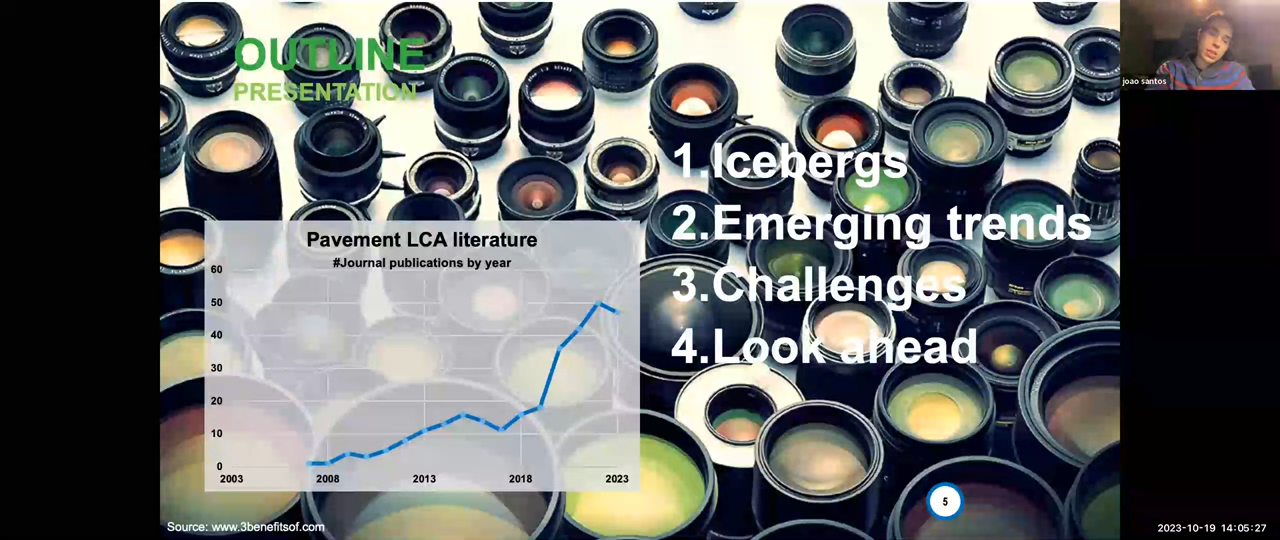 OUTLINE
PRESENTATION
joao santos
1.Icebergs
2.Emerging trends
3.Challenges
4.Look ahead
Pavement LCA literature
#Journal publications by year
60
50
40
30
20
10
0
2003 2008 2013 2018 2023
5
Source: www.3benefitsof.com
2023-10-19 14:05:27